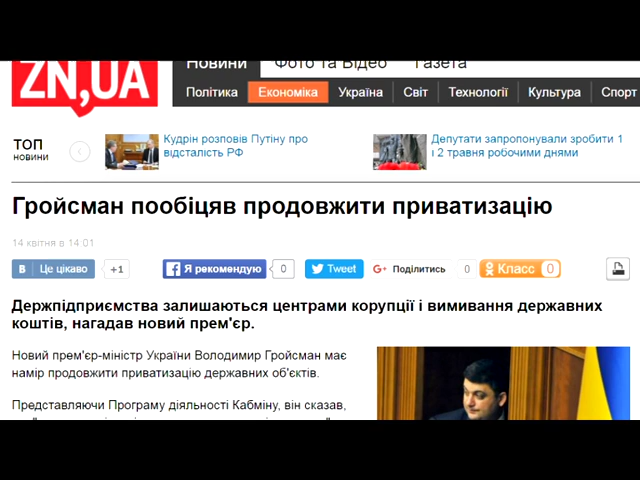 ZN,UA
Новини Фото та Відео Газета
Політика Економіка Україна Світ Технології Культура Спорт
ТОП
новини
Кудрін розповів Путіну про
відсталість РФ
Депутати запропонували зробити 1
і 2 травня робочими днями
Гройсман пообіцяв продовжити приватизацію
14 квітня в 14:01
В Це цікаво +1 Я рекомендую 0 Tweet G+ Поділитись 0 Класс 0
Держпідприємства залишаються центрами корупції і вимивання державних
коштів, нагадав новий прем'єр.
Новий прем'єр-міністр України Володимир Гройсман має
намір продовжити приватизацію державних об'єктів.
Представляючи Програму діяльності Кабміну, він сказав,